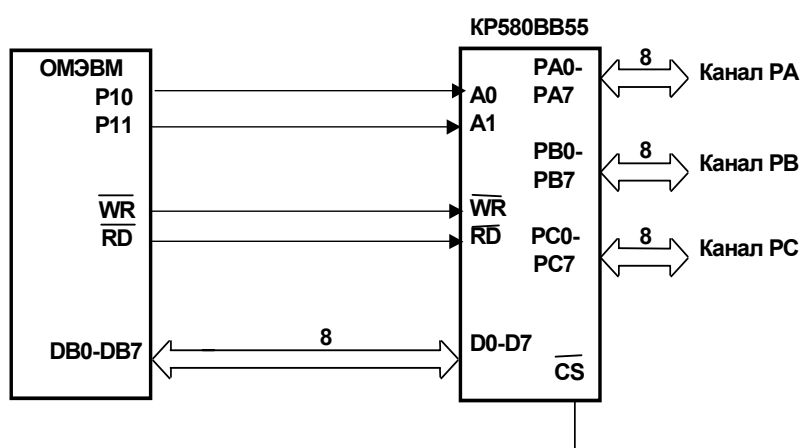 КР580ВВ55
ОМЭВМ
P10
P11
WR
RD
DB0-DB7
8
A0
A1
WR
RD
D0-D7
CS
PA0-
PA7
PB0-
PB7
PC0-
PC7
8
Канал PA
8
Канал PB
8
Канал PC